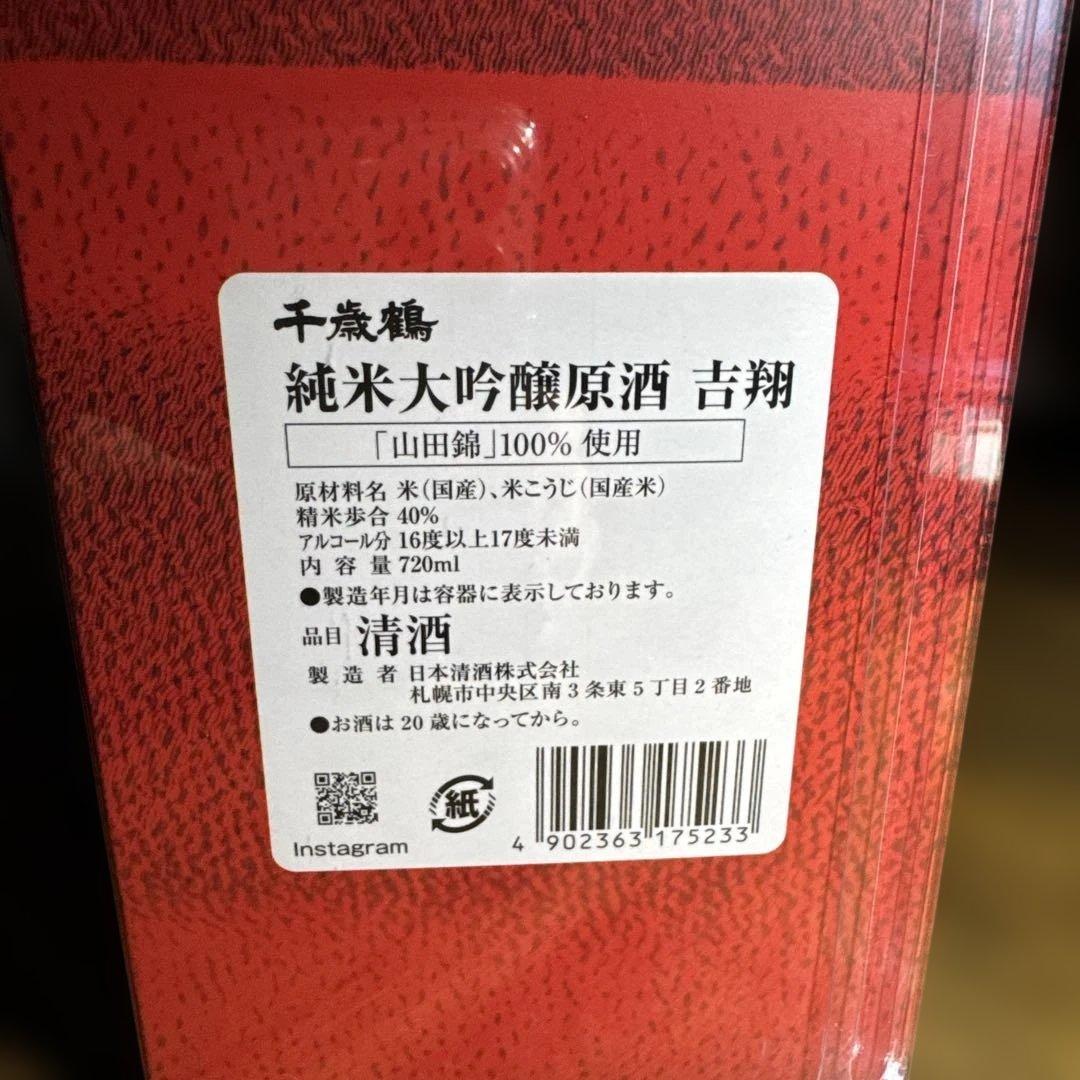 千歳鶴
純米大吟醸原酒 吉翔
「山田錦」100% 使用
原材料名 米(国産)、米こうじ(国産米)
精米歩合 40%
アルコール分 16度以上17度未満
内容量 720ml
●製造年月は容器に表示しております。
品目 清酒
製造者 日本清酒株式会社
札幌市中央区南3条東5丁目2番地
●お酒は20歳になってから。
紙
Instagram
4 902363 175233